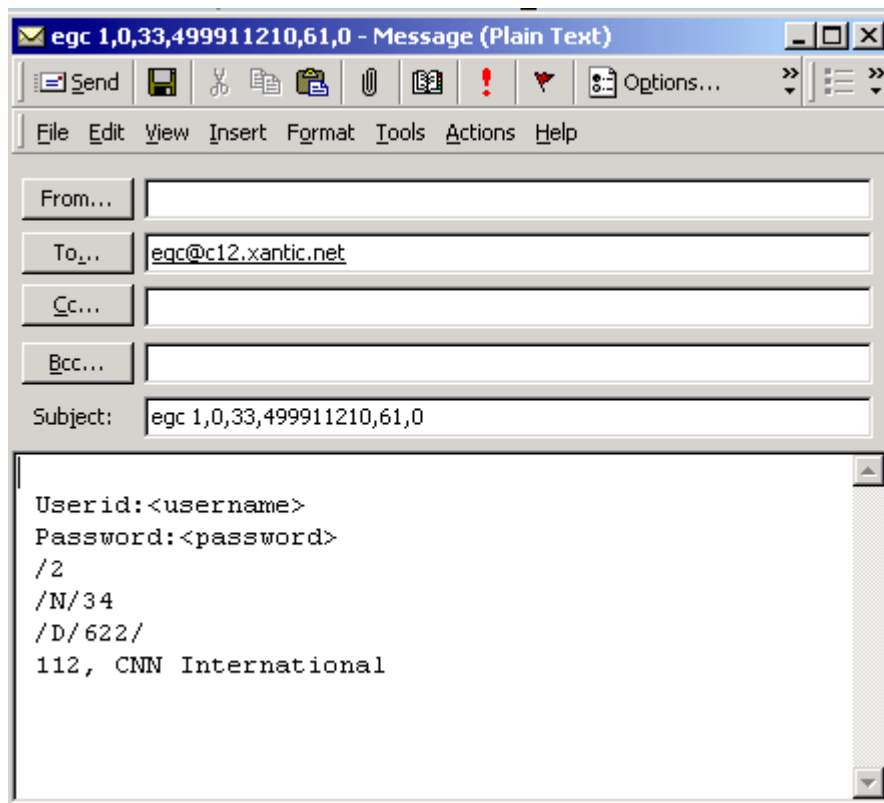 egc 1,0,33,499911210,61,0 - Message (Plain Text)
Send Options... »
File Edit View Insert Format Tools Actions Help
From...
To... egc@c12.xantic.net
Cc...
Bcc...
Subject: egc 1,0,33,499911210,61,0
Userid:<username>
Password:<password>
/2
/N/34
/D/622/
112, CNN International